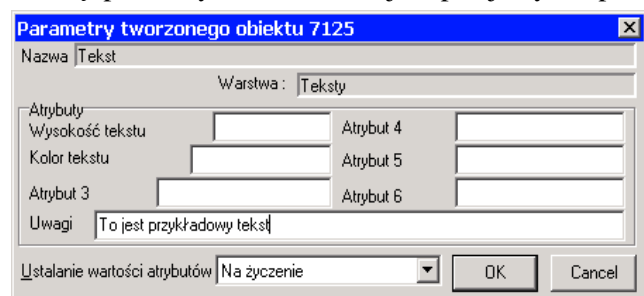 Parametry tworzonego obiektu 7125
Nazwa Tekst
Warstwa : Teksty
Atrybuty
Wysokość tekstu Atrybut 4
Kolor tekstu Atrybut 5
Atrybut 3 Atrybut 6
Uwagi To jest przykładowy tekst
Ustalanie wartości atrybutów Na życzenie OK Cancel